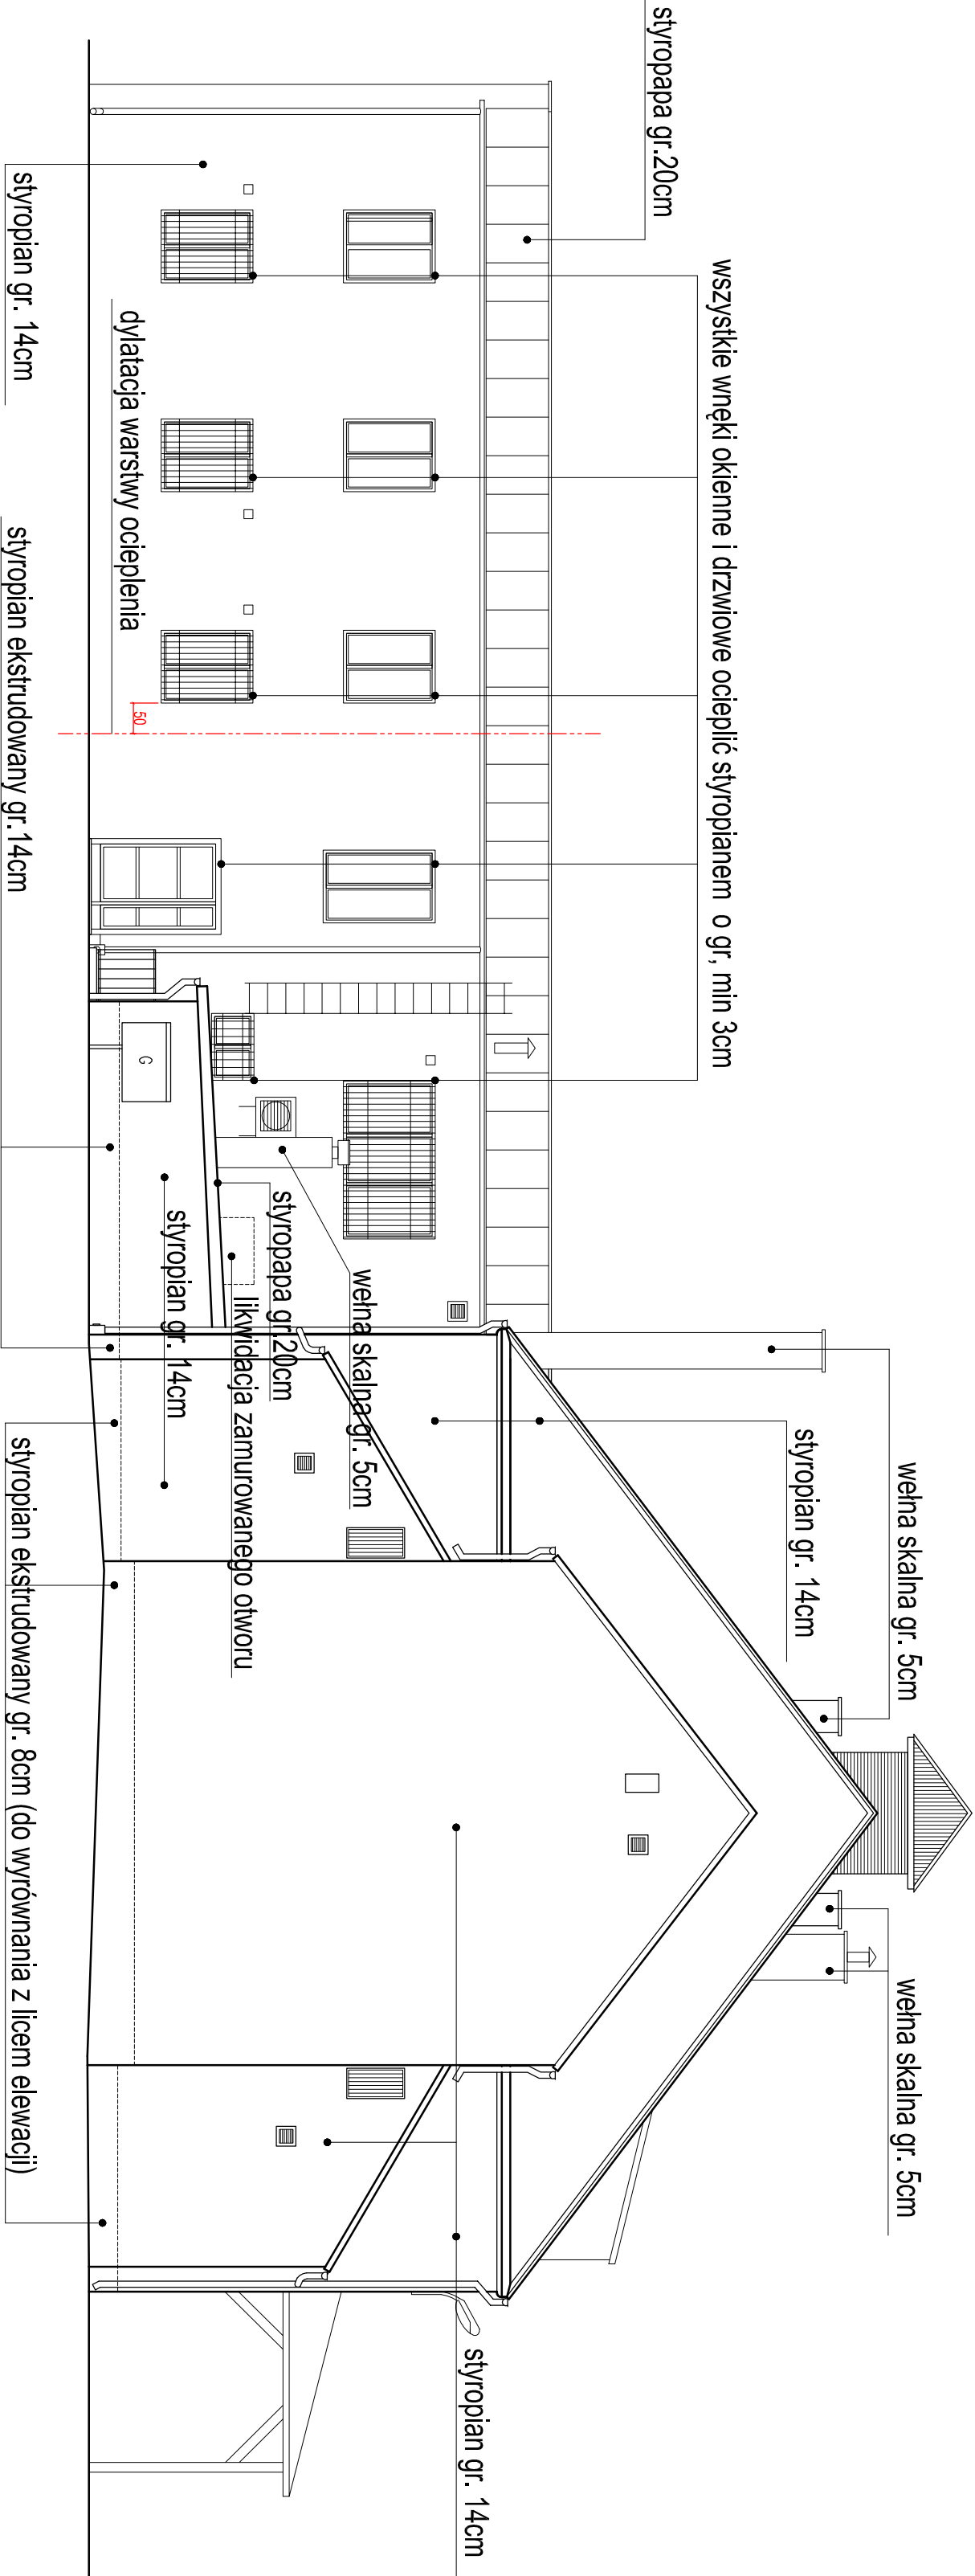 styropapa gr.20cm
wszystkie wnęki okienne i drzwiowe ocieplić styropianem o gr, min 3cm
wełna skalna gr. 5cm
wełna skalna gr. 5cm
styropian gr. 14cm
styropian gr. 14cm
wełna skalna gr. 5cm
styropapa gr.20cm
likwidacja zamurowanego otworu
styropian gr. 14cm
G
50
dylatacja warstwy ocieplenia
styropian gr. 14cm
styropian ekstrudowany gr.14cm
styropian ekstrudowany gr. 8cm (do wyrównania z licem elewacji)